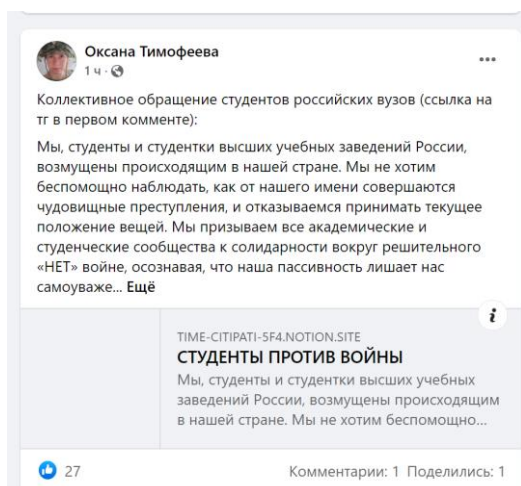 Оксана Тимофеева
1 ч ·
Коллективное обращение студентов российских вузов (ссылка на
тг в первом комменте):
Мы, студенты и студентки высших учебных заведений России,
возмущены происходящим в нашей стране. Мы не хотим
беспомощно наблюдать, как от нашего имени совершаются
чудовищные преступления, и отказываемся принимать текущее
положение вещей. Мы призываем все академические и
студенческие сообщества к солидарности вокруг решительного
«НЕТ» войне, осознавая, что наша пассивность лишает нас
самоуваже... Ещё
TIME-CITIPATI-5F4.NOTION.SITE
СТУДЕНТЫ ПРОТИВ ВОЙНЫ
Мы, студенты и студентки высших учебных
заведений России, возмущены происходящим
в нашей стране. Мы не хотим беспомощно...
27
Комментарии: 1 Поделились: 1